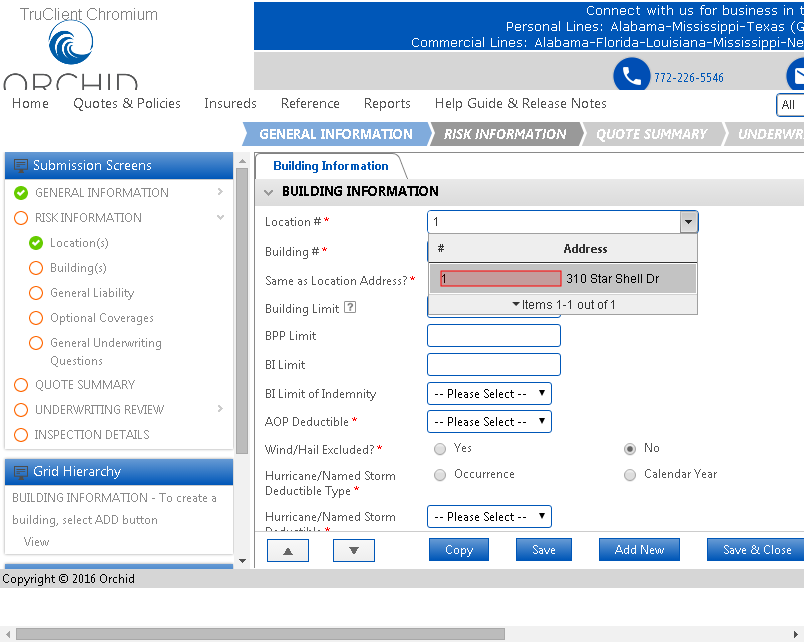 TruClient Chromium
ORCHID
Connect with us for business in t
Personal Lines: Alabama-Mississippi-Texas (G
Commercial Lines: Alabama-Florida-Louisiana-Mississippi-Ne
772-226-5546
Home Quotes & Policies Insureds Reference Reports Help Guide & Release Notes All
GENERAL INFORMATION RISK INFORMATION QUOTE SUMMARY UNDERWR
Submission Screens
GENERAL INFORMATION
RISK INFORMATION
Location(s)
Building(s)
General Liability
Optional Coverages
General Underwriting
Questions
QUOTE SUMMARY
UNDERWRITING REVIEW
INSPECTION DETAILS
Grid Hierarchy
BUILDING INFORMATION - To create a
building, select ADD button
View
Building Information
BUILDING INFORMATION
Location #* 1
# Address
1 310 Star Shell Dr
Items 1-1 out of 1
Building #*
Same as Location Address?*
Building Limit ?
BPP Limit
BI Limit
BI Limit of Indemnity -- Please Select --
AOP Deductible * -- Please Select --
Wind/Hail Excluded?* Yes No
Hurricane/Named Storm
Deductible Type * Occurrence Calendar Year
Hurricane/Named Storm
Deductible * -- Please Select --
Copy Save Add New Save & Close
Copyright © 2016 Orchid